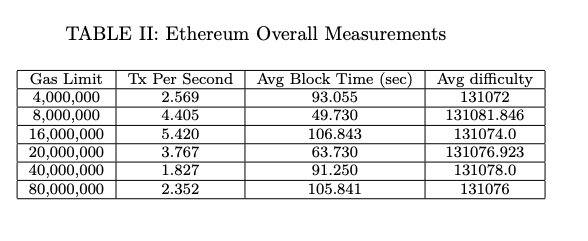 TABLE II: Ethereum Overall Measurements
Gas Limit Tx Per Second Avg Block Time (sec) Avg difficulty
4,000,000 2.569 93.055 131072
8,000,000 4.405 49.730 131081.846
16,000,000 5.420 106.843 131074.0
20,000,000 3.767 63.730 131076.923
40,000,000 1.827 91.250 131078.0
80,000,000 2.352 105.841 131076